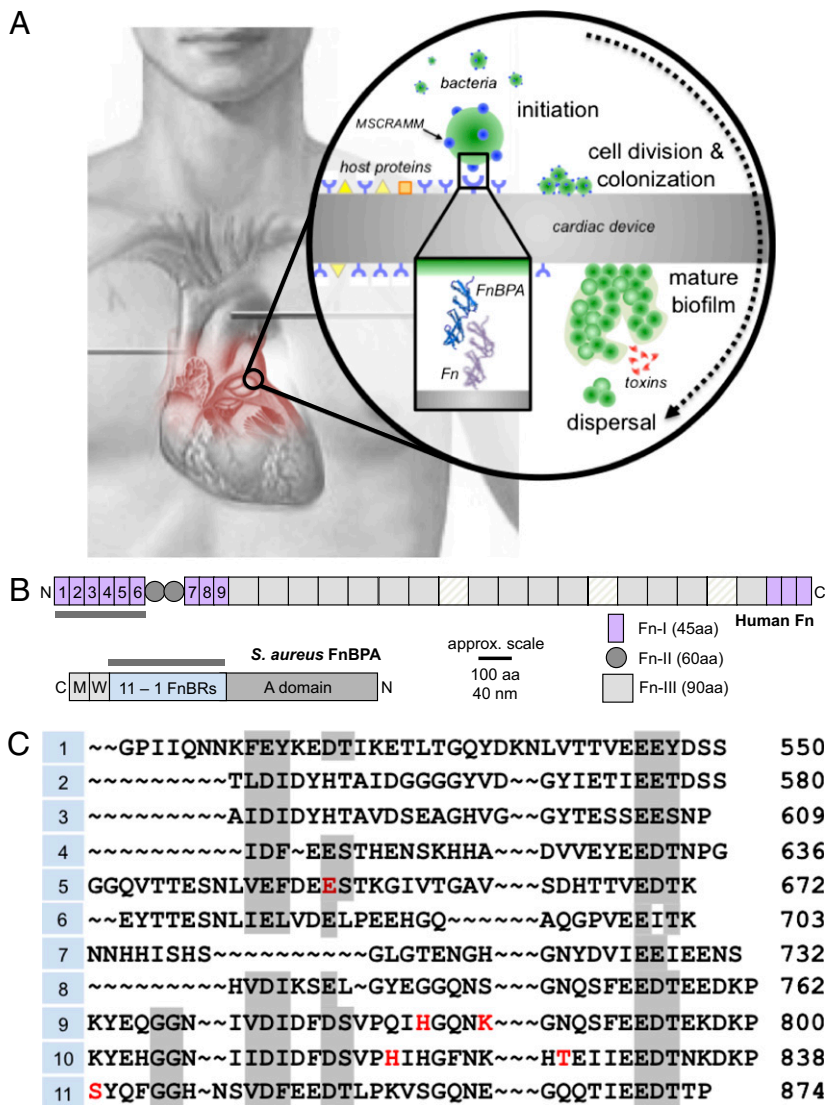 A
bacteria
initiation
MSCRAMM
host proteins
cell division &
colonization
cardiac device
FnBPA
Fn
mature
biofilm
toxins
dispersal
B
N 1 2 3 4 5 6 7 8 9 C
Human Fn
S. aureus FnBPA
C M W 11 – 1 FnBRs A domain N
approx. scale
100 aa
40 nm
Fn-I (45aa)
Fn-II (60aa)
Fn-III (90aa)
C
1 ~~GPIIQNNKFEYKEDTIKETLTGQYDKNLVTTVEEEYDSS 550
2 ~~~~~~~~~TLDIDYHTAIDGGGGYVD~~GYIETIEETDSS 580
3 ~~~~~~~~~AIDIDYHTAVDSEAGHVG~~GYTESSEESNP 609
4 ~~~~~~~~~~IDF~EESTHENSKHHA~~~DVVEYEEDTNPG 636
5 GGQVTTESNLVEFDEESTKGIVTGAV~~~SDHTTVEDTK 672
6 ~~EYTTESNLIELVDELPEEHGQ~~~~~~AQGPVEEITK 703
7 NNHHISHS~~~~~~~~~~GLGTENGH~~~GNYDVIEEIEENS 732
8 ~~~~~~~~~HVDIKSEL~GYEGGQNS~~~GNQSFEEDTEEDKP 762
9 KYEQGGN~~IVDIDFDSVPQIHGQNK~~~GNQSFEEDTEKDKP 800
10 KYEHGGN~~IIDIDFDSVPHIHGFNK~~~HTEIIEEDTNKDKP 838
11 SYQFGGH~NSVDFEEDTLPKVSGQNE~~~GQQTIEEDTTP 874